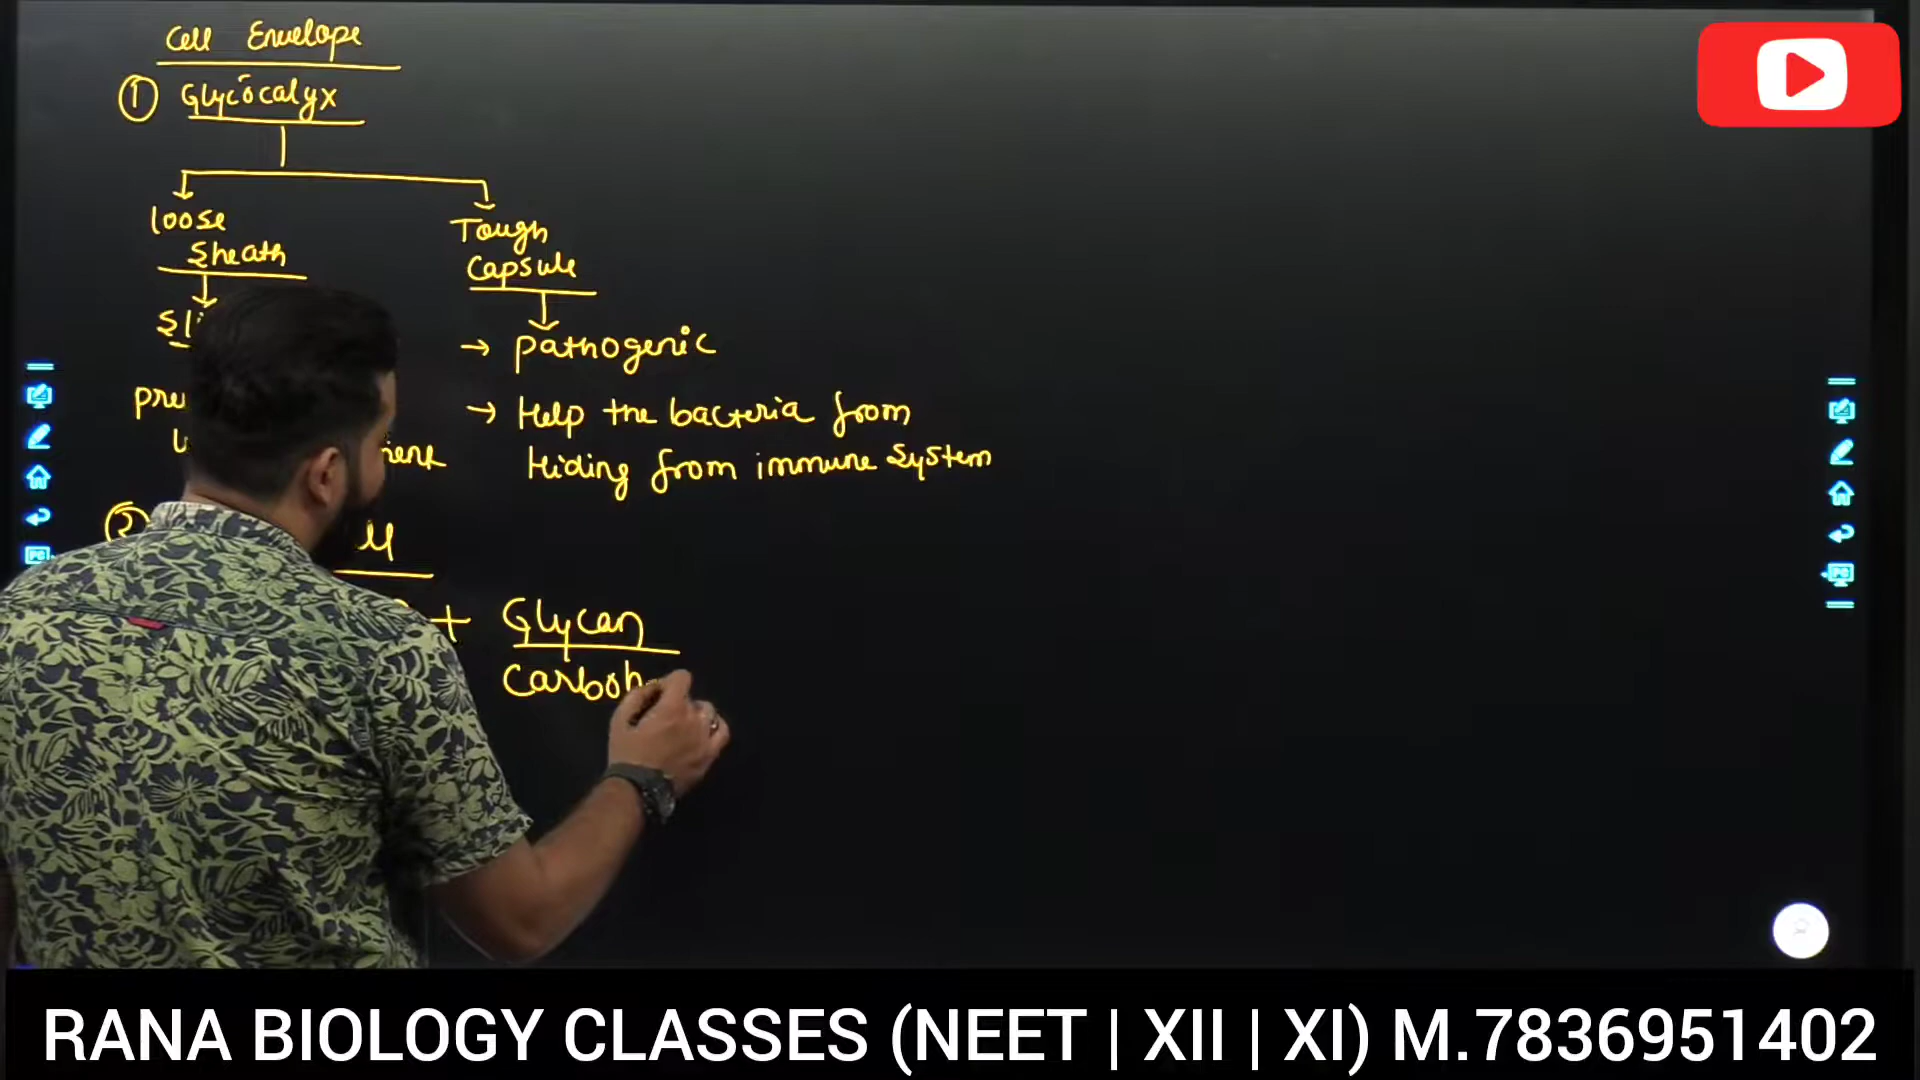 Cell Envelope
① Glycocalyx
loose
Sheath
Tough
Capsule
→ Pathogenic
→ Help the bacteria from
Hiding from immune System
②
+ Glycan
RANA BIOLOGY CLASSES (NEET | XII | XI) M.7836951402